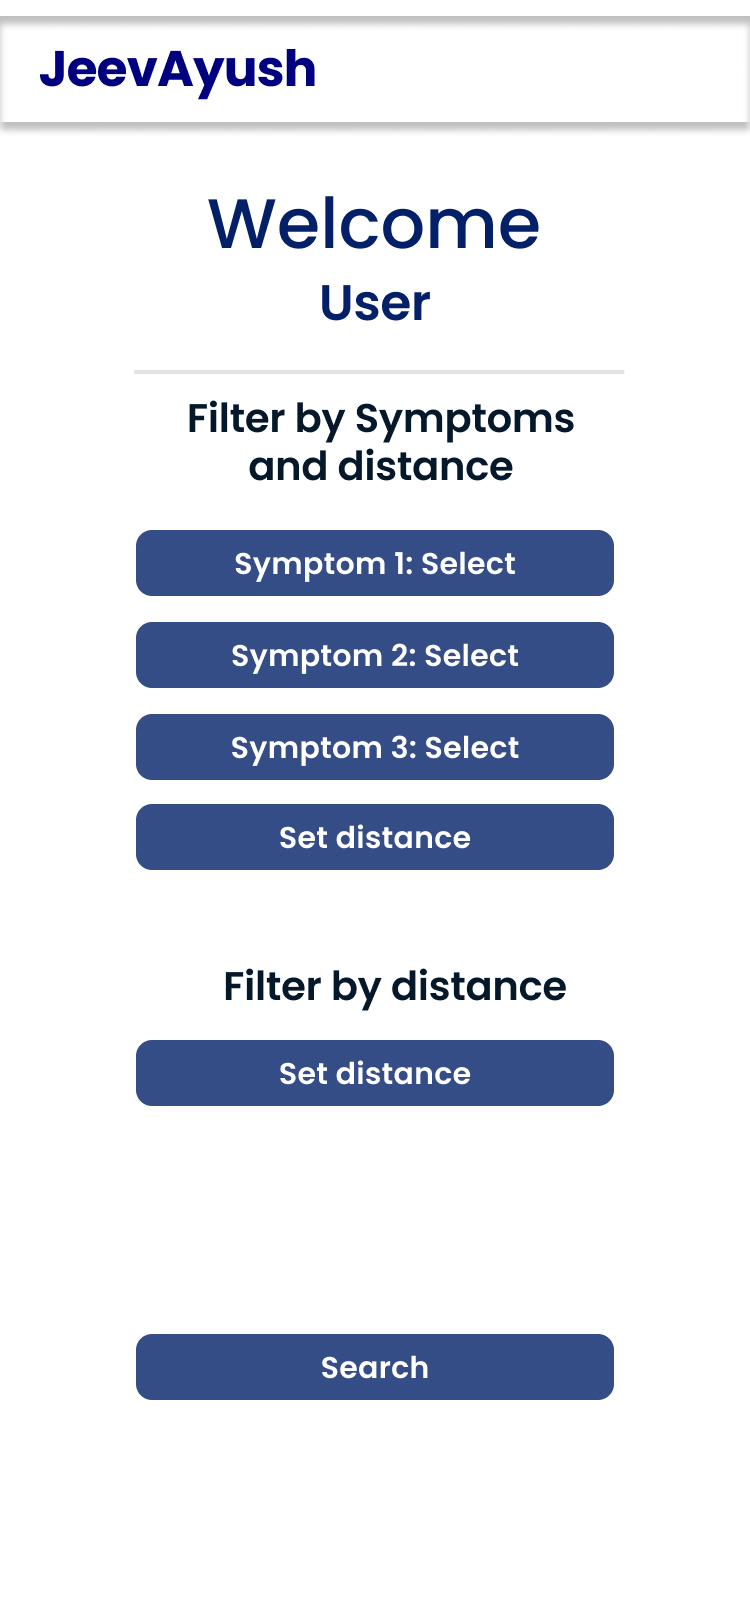 JeevAyush
Welcome
User
Filter by Symptoms
and distance
Symptom 1: Select
Symptom 2: Select
Symptom 3: Select
Set distance
Filter by distance
Set distance
Search